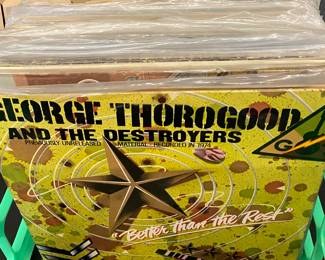 GEORGE THOROGOOD
AND THE DESTROYERS
PREVIOUSLY UNRELEASED MATERIAL - RECORDED IN 1974
G
"Better than the Rest"